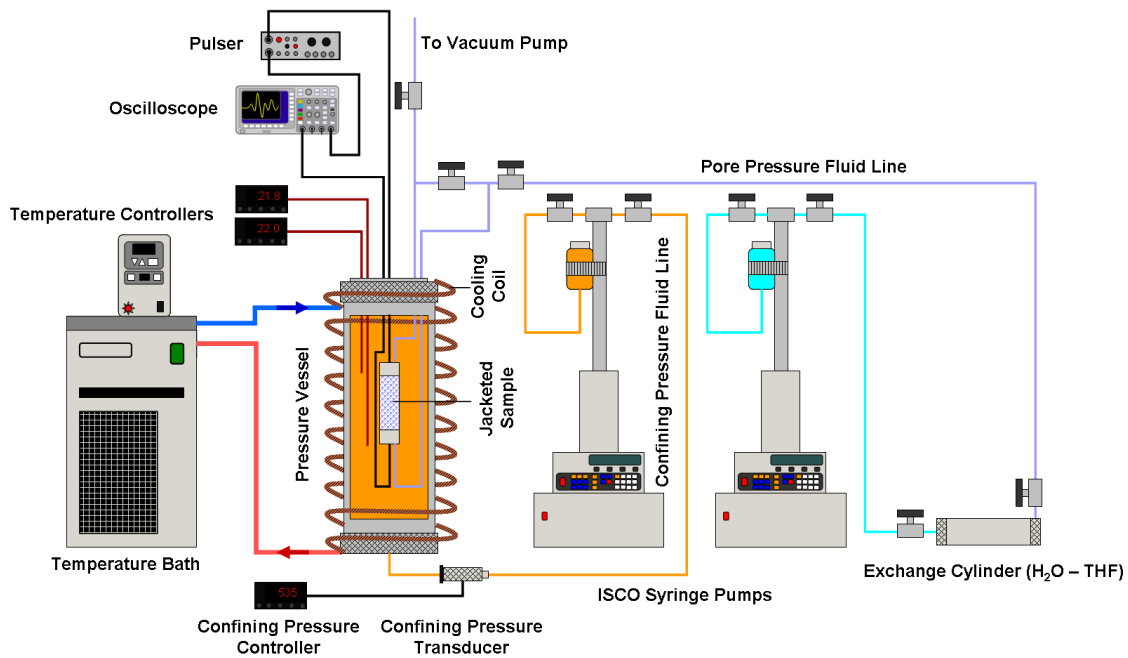 Pulser
To Vacuum Pump
Oscilloscope
Pore Pressure Fluid Line
21.8
Temperature Controllers
22.0
Cooling
Coil
Confining Pressure Fluid Line
Pressure Vessel
Jacketed
Sample
Temperature Bath
Exchange Cylinder (H₂O – THF)
535
ISCO Syringe Pumps
Confining Pressure
Controller
Confining Pressure
Transducer